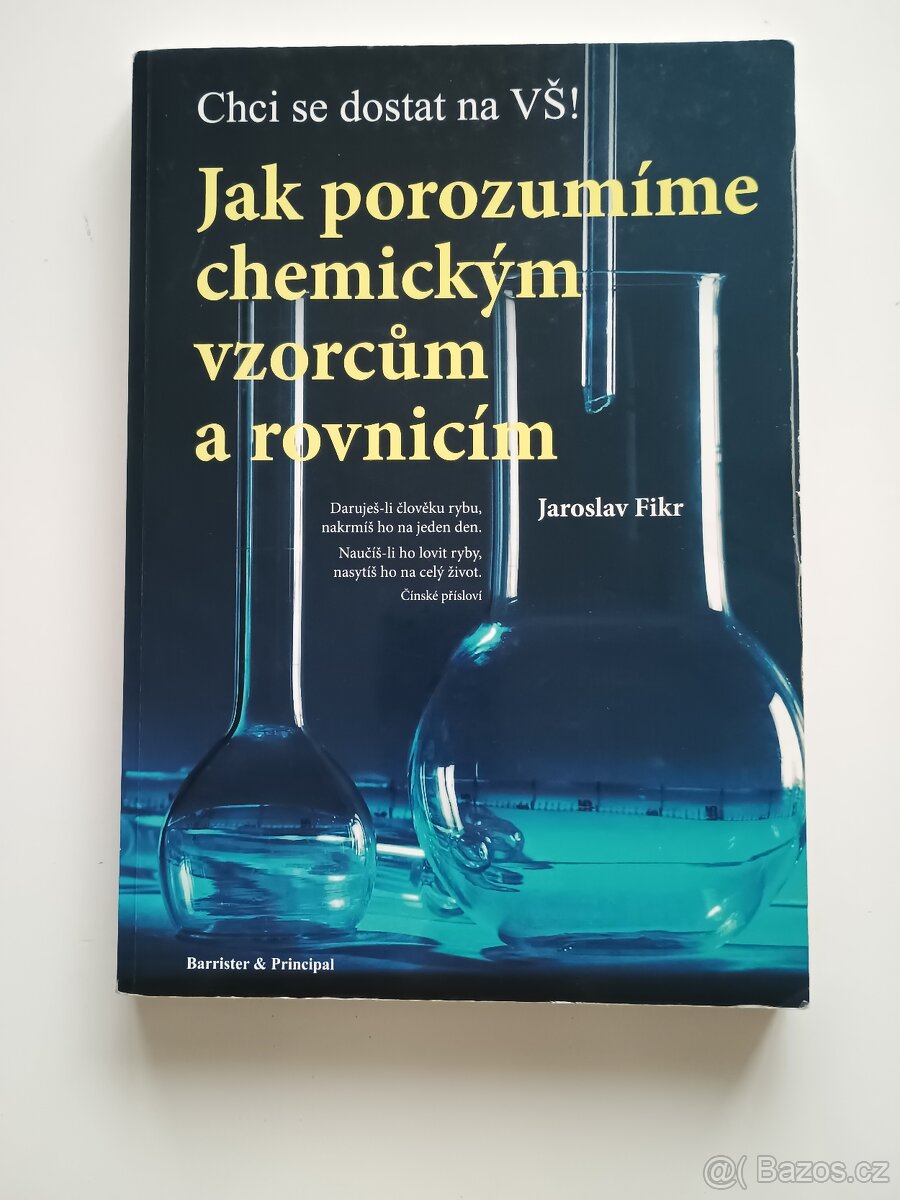 Chci se dostat na VŠ!
Jak porozumíme
chemickým
vzorcům
a rovnicím
Daruješ-li člověku rybu,
nakrmíš ho na jeden den.
Naučíš-li ho lovit ryby,
nasytíš ho na celý život.
Čínské přísloví
Jaroslav Fikr
Barrister & Principal
@( Bazos.cz